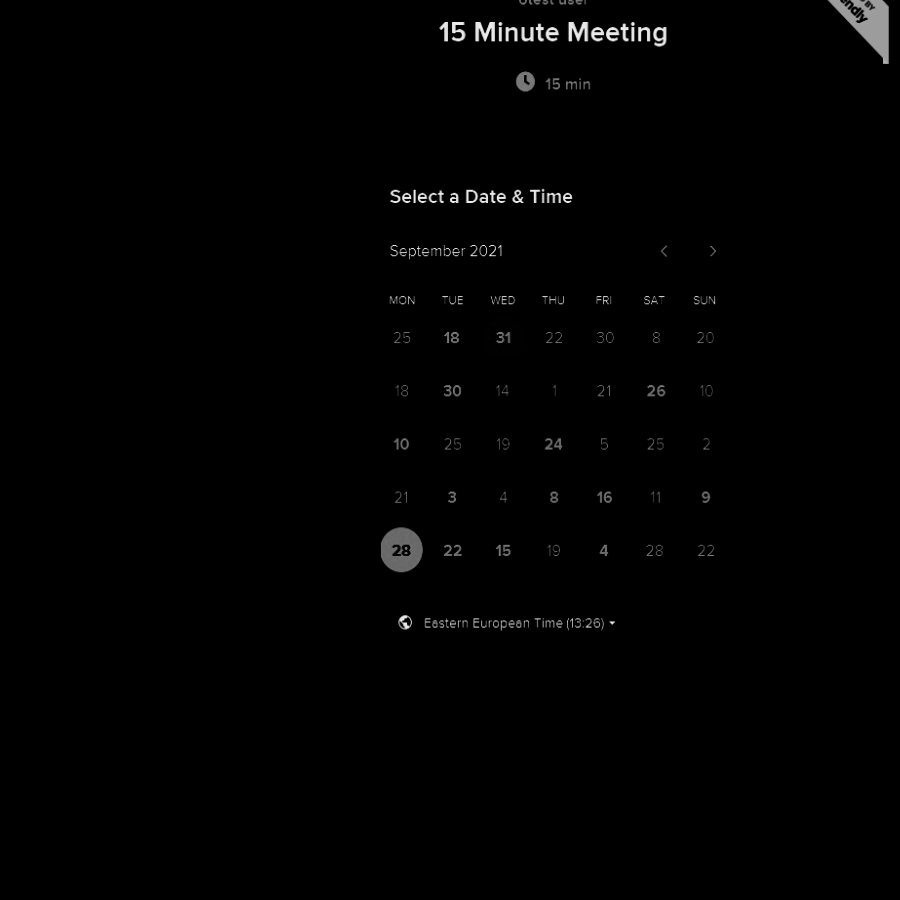 15 Minute Meeting
15 min
Select a Date & Time
September 2021
MON TUE WED THU FRI SAT SUN
25 18 31 22 30 8 20
18 30 14 1 21 26 10
10 25 19 24 5 25 2
21 3 4 8 16 11 9
28 22 15 19 4 28 22
Eastern European Time (13:26)